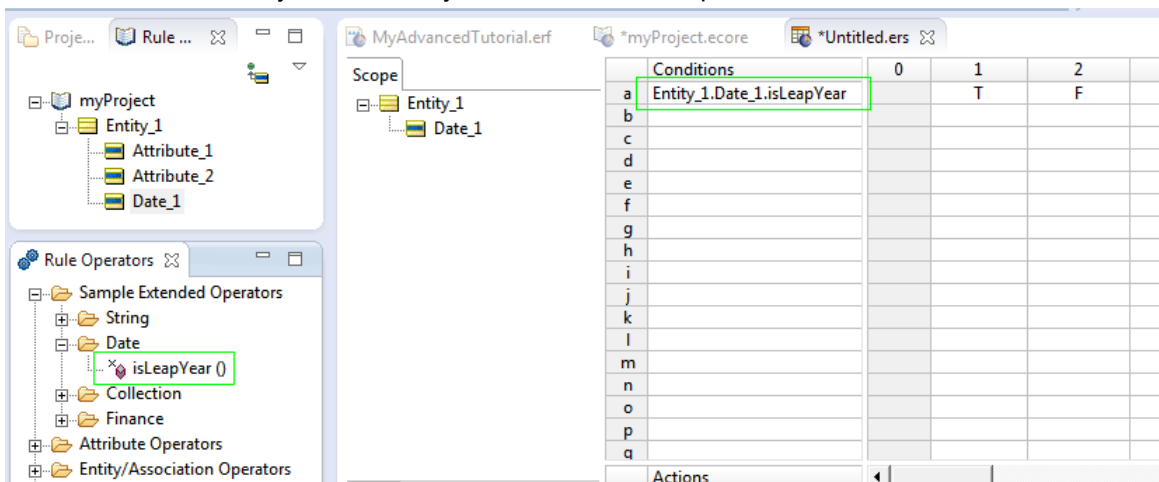 Proje...
Rule ...
myProject
Entity_1
Attribute_1
Attribute_2
Date_1
Rule Operators
Sample Extended Operators
String
Date
isLeapYear ()
Collection
Finance
Attribute Operators
Entity/Association Operators
MyAdvancedTutorial.erf
*myProject.ecore
*Untitled.ers
Scope
Entity_1
Date_1
Conditions 0 1 2
a Entity_1.Date_1.isLeapYear T F
b
c
d
e
f
g
h
i
j
k
l
m
n
o
p
q
Actions